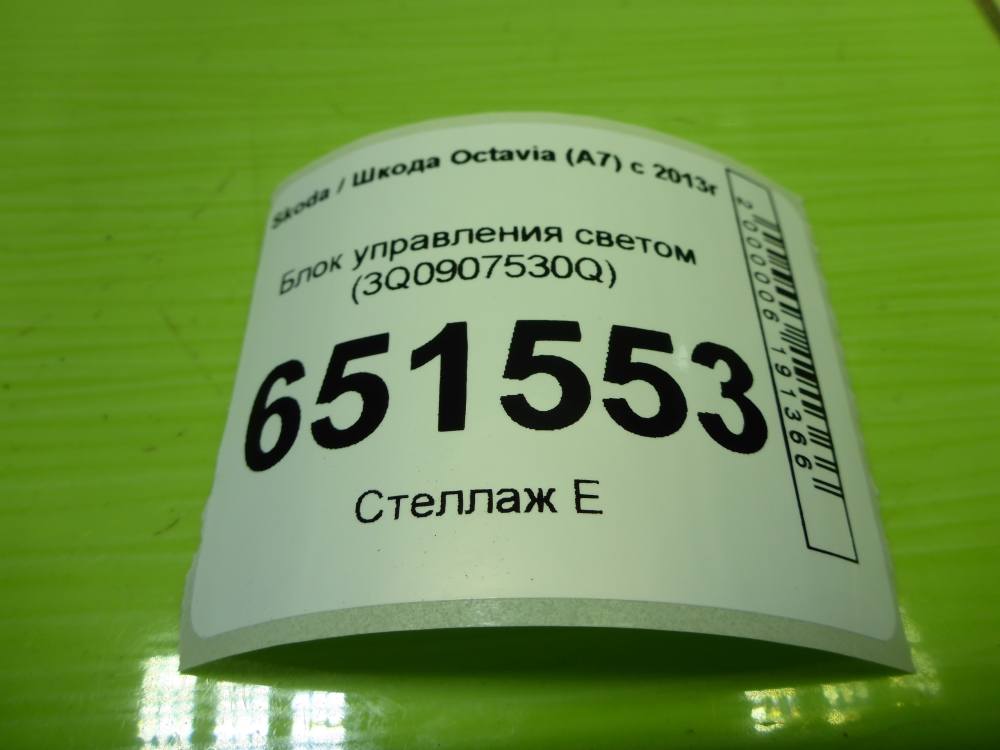 Skoda / Шкода Octavia (A7) с 2013г
Блок управления светом
(3Q0907530Q)
651553
Стеллаж Е
2000006191366